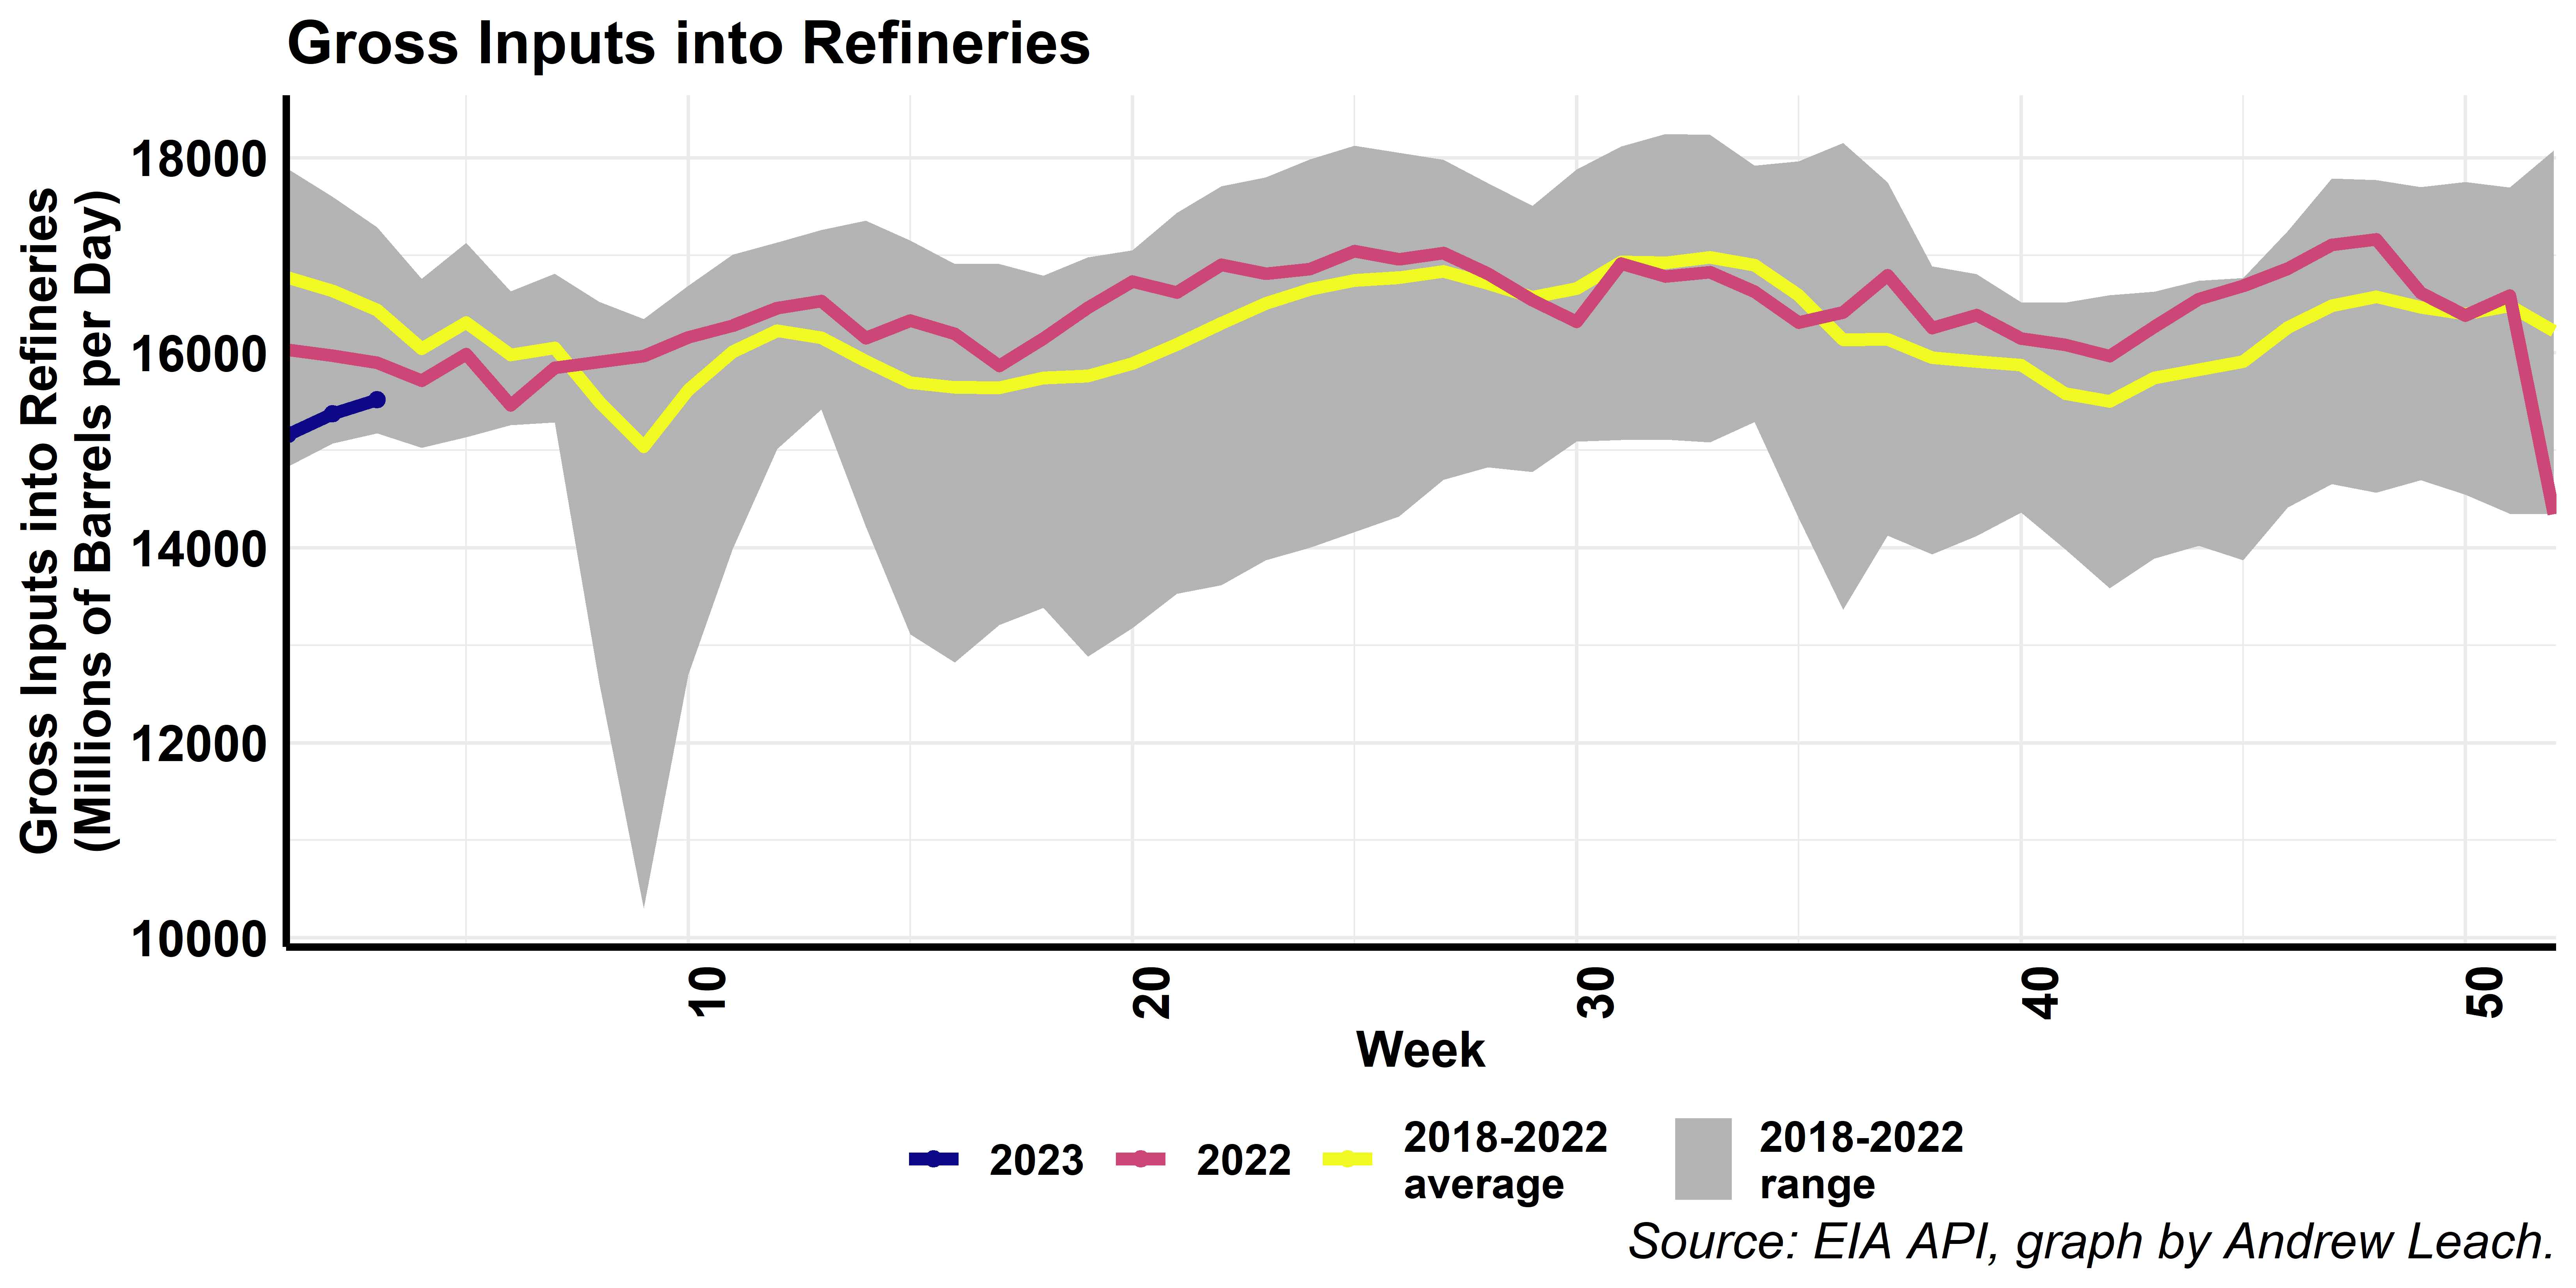 Gross Inputs into Refineries
Gross Inputs into Refineries
(Millions of Barrels per Day)
18000
16000
14000
12000
10000
10
20
30
40
50
Week
2023
2022
2018-2022
average
2018-2022
range
Source: EIA API, graph by Andrew Leach.